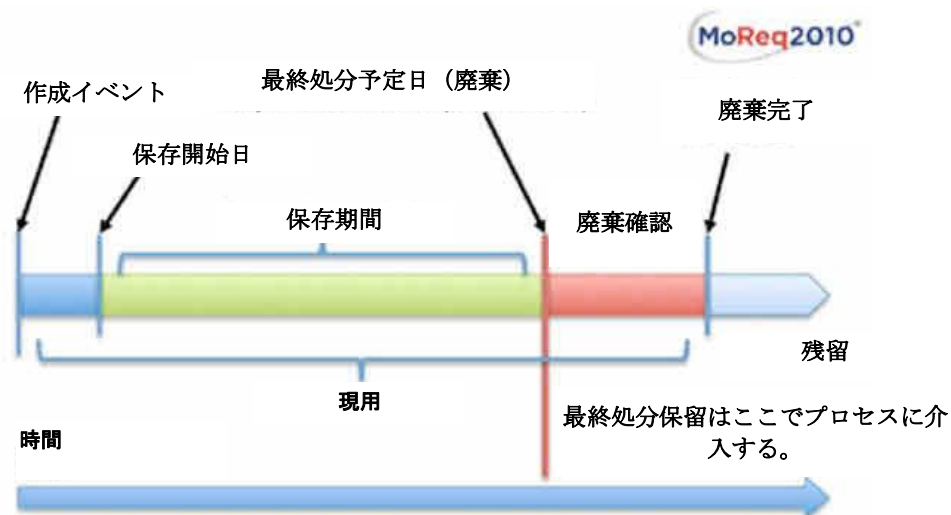 MoReq2010
作成イベント
最終処分予定日（廃棄）
廃棄完了
保存開始日
保存期間
廃棄確認
残留
現用
時間
最終処分保留はここでプロセスに介
入する。